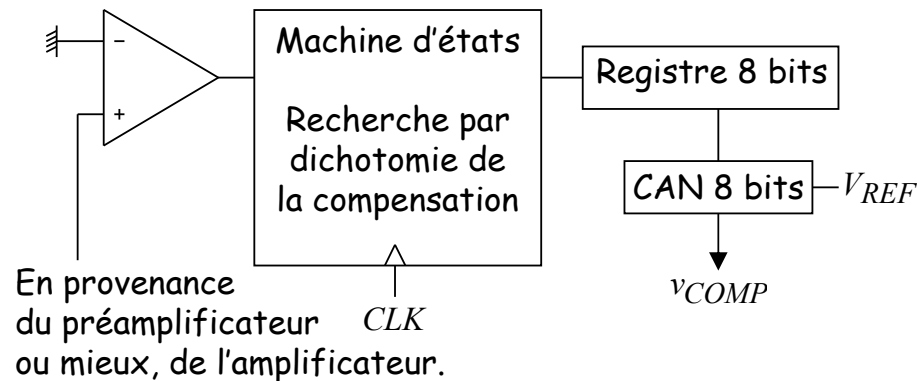 −
+
Machine d'états
Recherche par
dichotomie de
la compensation
CLK
En provenance
du préamplificateur
ou mieux, de l'amplificateur.
Registre 8 bits
CAN 8 bits
VREF
vCOMP